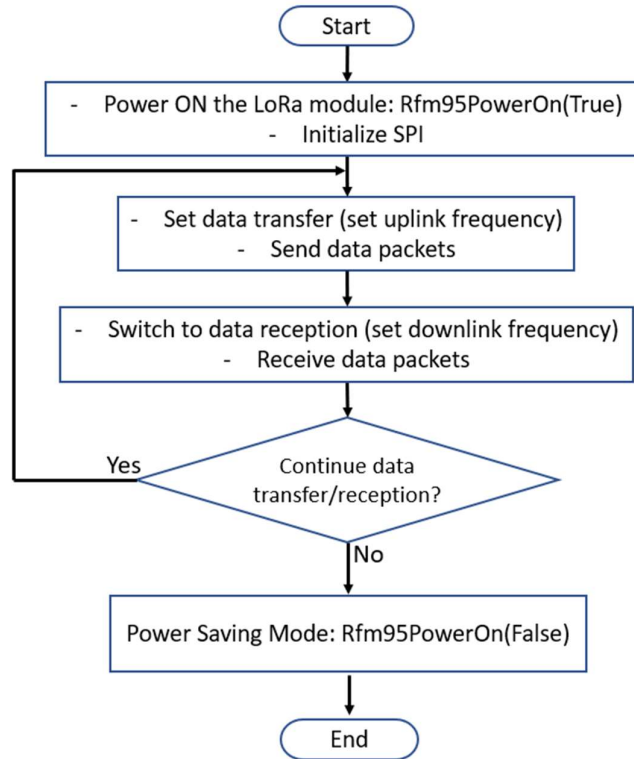 Start
- Power ON the LoRa module: Rfm95PowerOn(True)
- Initialize SPI
- Set data transfer (set uplink frequency)
- Send data packets
- Switch to data reception (set downlink frequency)
- Receive data packets
Yes
Continue data
transfer/reception?
No
Power Saving Mode: Rfm95PowerOn(False)
End